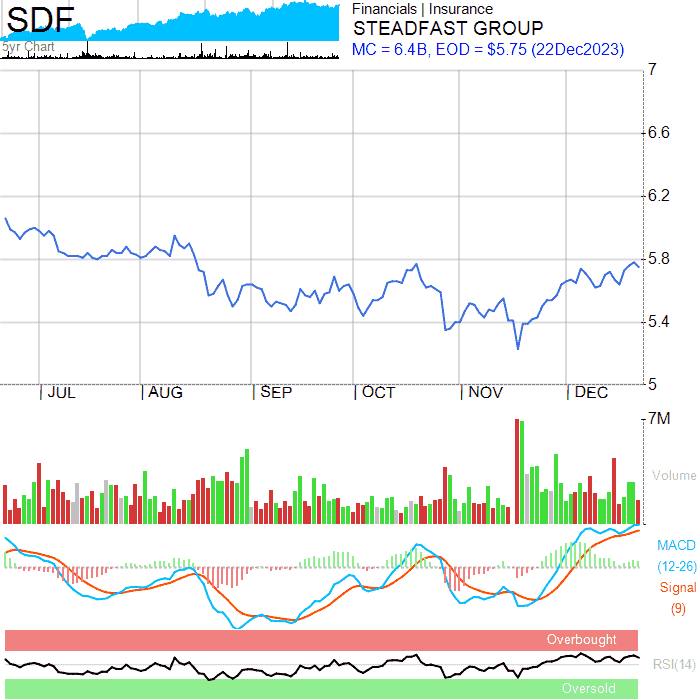 SDF
5yr Chart
Financials | Insurance
STEADFAST GROUP
MC = 6.4B, EOD = $5.75 (22Dec2023)
7
6.6
6.2
5.8
5.4
5
| JUL | AUG | SEP | OCT | NOV | DEC
7M
Volume
MACD
(12-26)
Signal
(9)
Overbought
RSI(14)
Oversold